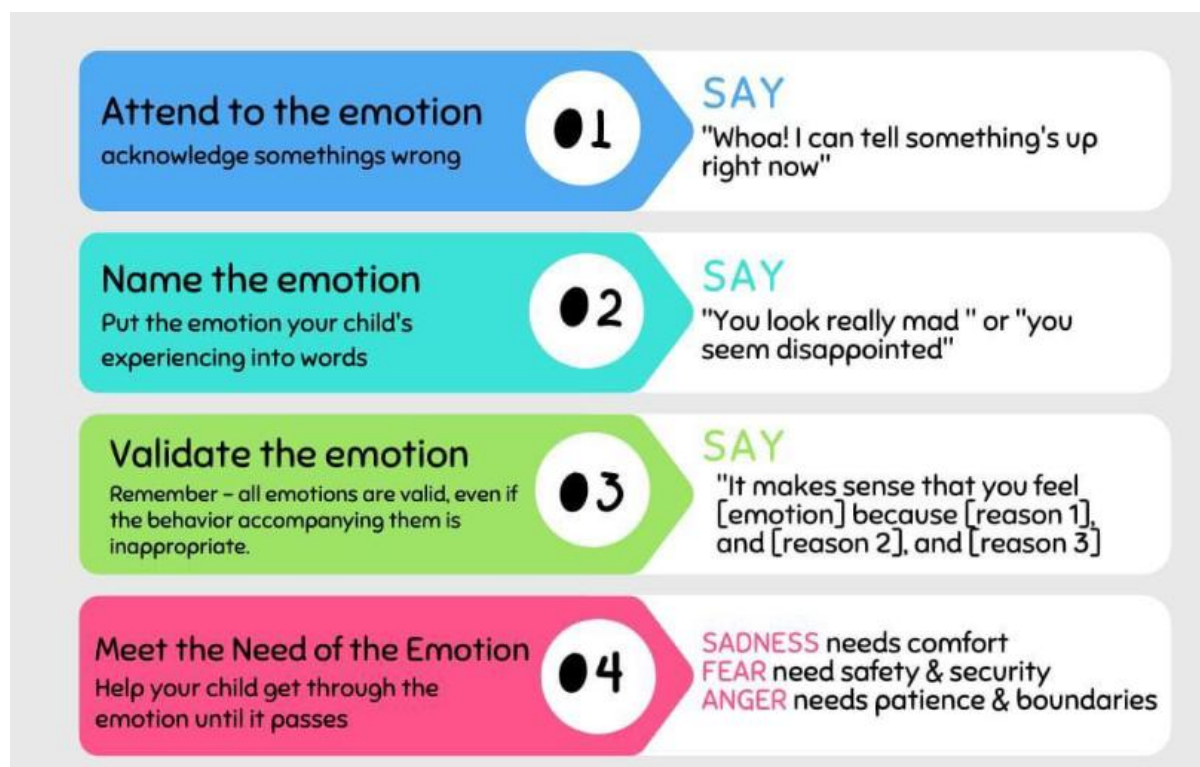 Attend to the emotion
acknowledge somethings wrong
01
SAY
"Whoa! I can tell something's up
right now"
Name the emotion
Put the emotion your child's
experiencing into words
02
SAY
"You look really mad " or "you
seem disappointed"
Validate the emotion
Remember – all emotions are valid, even if
the behavior accompanying them is
inappropriate.
03
SAY
"It makes sense that you feel
[emotion] because [reason 1],
and [reason 2], and [reason 3]
Meet the Need of the Emotion
Help your child get through the
emotion until it passes
04
SADNESS needs comfort
FEAR need safety & security
ANGER needs patience & boundaries